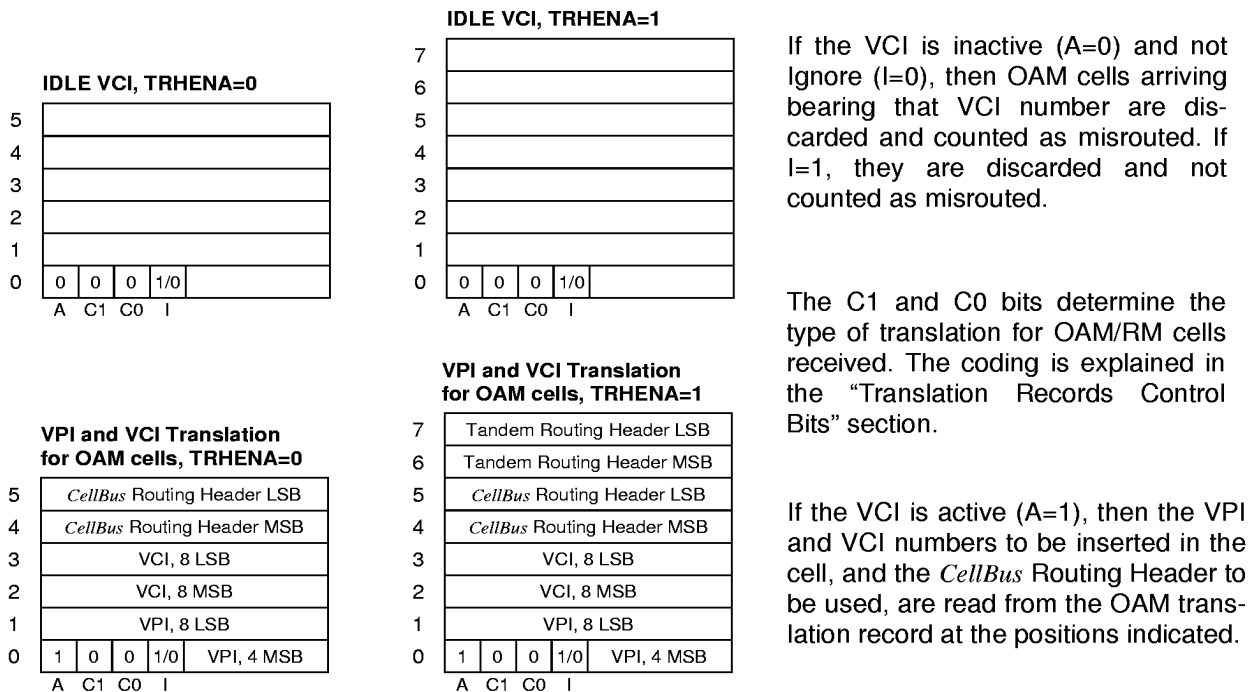 IDLE VCI, TRHENA=0
5
4
3
2
1
0 0 0 0 1/0
A C1 C0 I
IDLE VCI, TRHENA=1
7
6
5
4
3
2
1
0 0 0 0 1/0
A C1 C0 I
If the VCI is inactive (A=0) and not
Ignore (I=0), then OAM cells arriving
bearing that VCI number are dis-
carded and counted as misrouted. If
I=1, they are discarded and not
counted as misrouted.
The C1 and C0 bits determine the
type of translation for OAM/RM cells
received. The coding is explained in
the “Translation Records Control
Bits” section.
VPI and VCI Translation
for OAM cells, TRHENA=0
5 CellBus Routing Header LSB
4 CellBus Routing Header MSB
3 VCI, 8 LSB
2 VCI, 8 MSB
1 VPI, 8 LSB
0 1 0 0 1/0 VPI, 4 MSB
A C1 C0 I
VPI and VCI Translation
for OAM cells, TRHENA=1
7 Tandem Routing Header LSB
6 Tandem Routing Header MSB
5 CellBus Routing Header LSB
4 CellBus Routing Header MSB
3 VCI, 8 LSB
2 VCI, 8 MSB
1 VPI, 8 LSB
0 1 0 0 1/0 VPI, 4 MSB
A C1 C0 I
If the VCI is active (A=1), then the VPI
and VCI numbers to be inserted in the
cell, and the CellBus Routing Header to
be used, are read from the OAM trans-
lation record at the positions indicated.